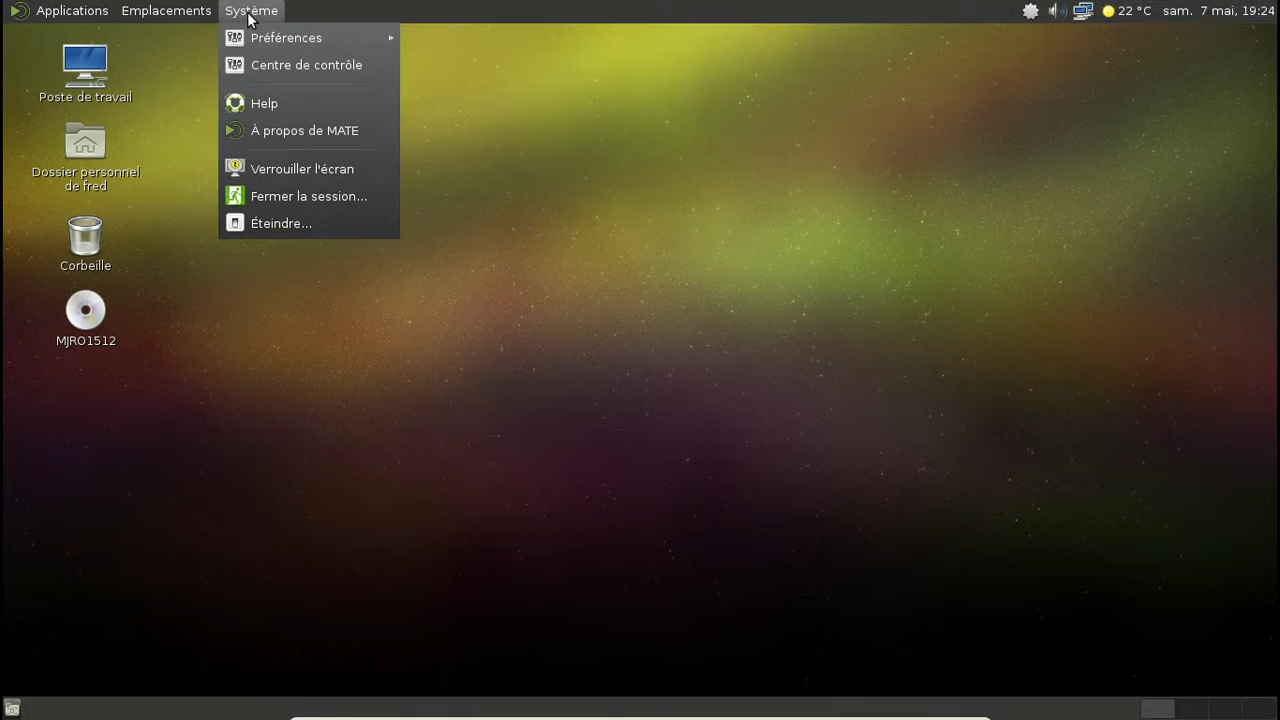 Applications Emplacements Système 22 °C sam. 7 mai, 19:24
Préférences
Centre de contrôle
Help
À propos de MATE
Verrouiller l'écran
Fermer la session...
Éteindre...
Poste de travail
Dossier personnel
de fred
Corbeille
MJRO1512